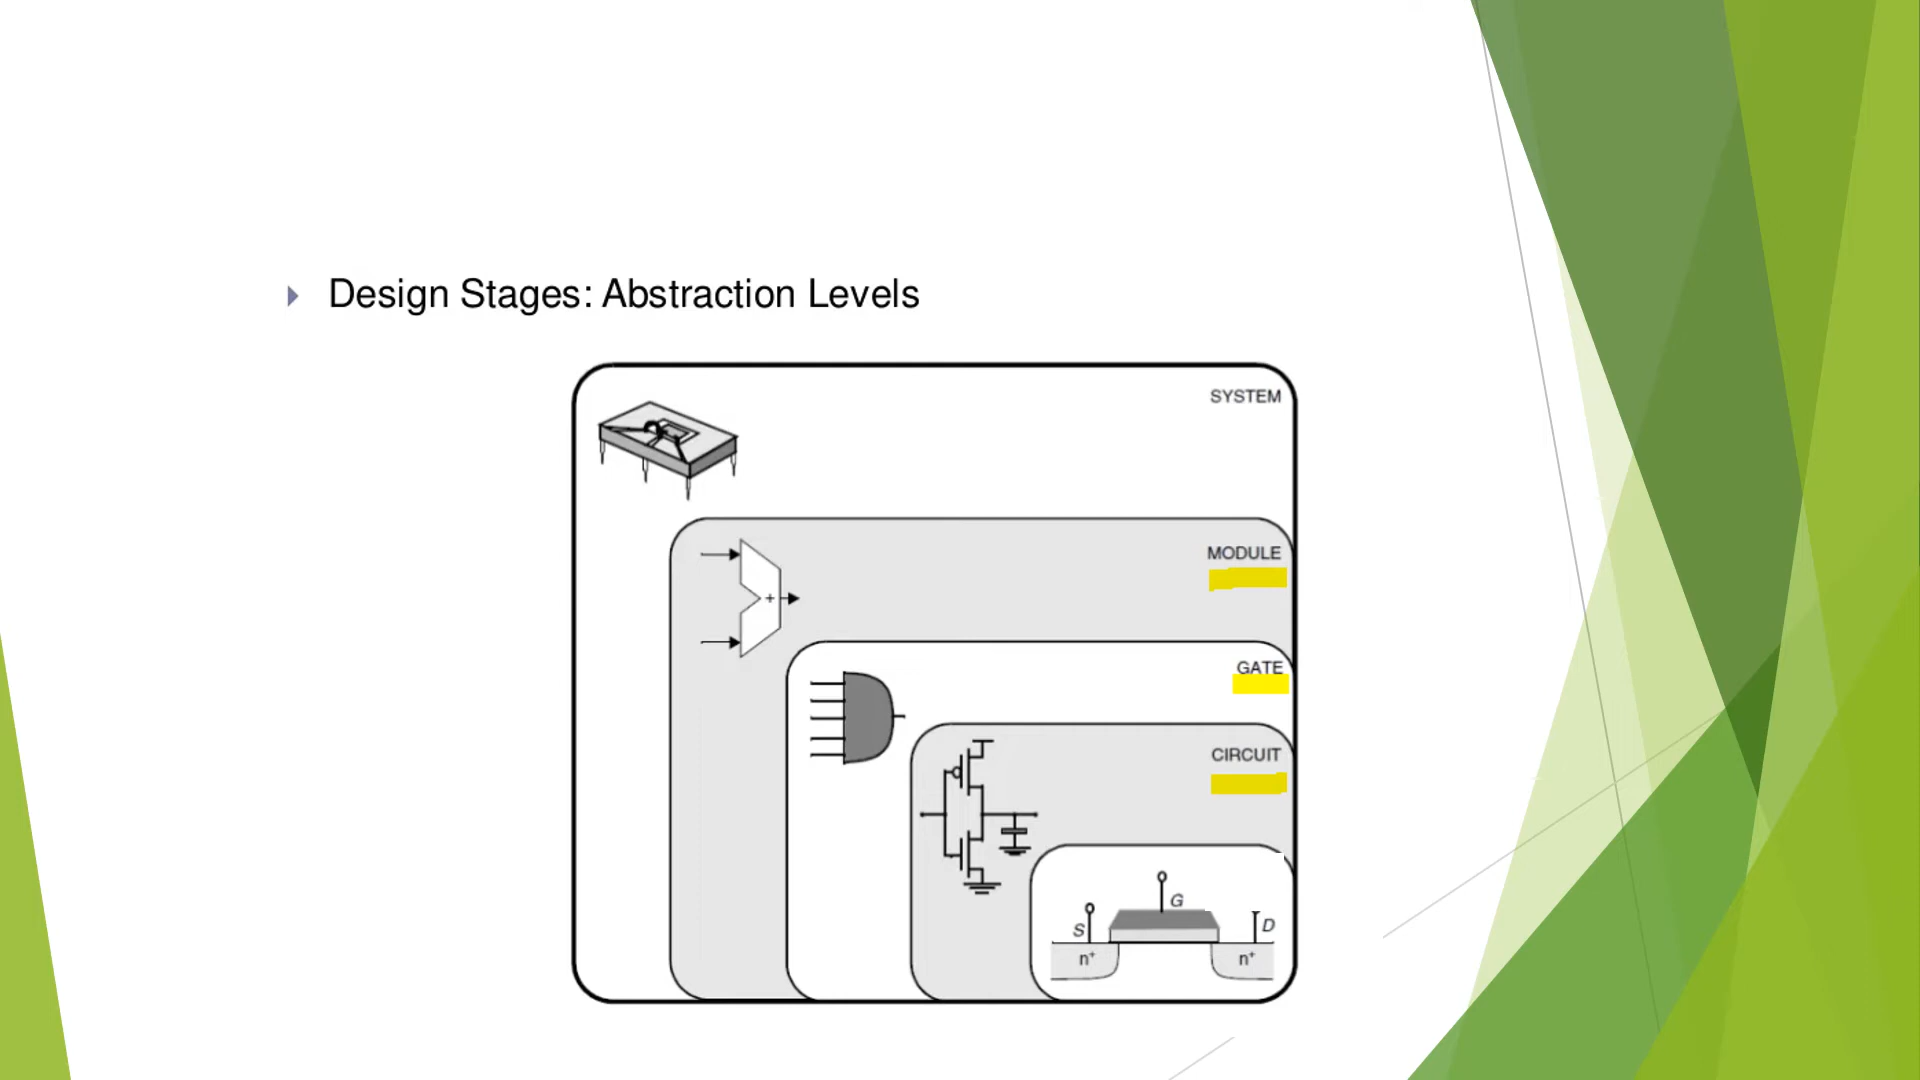 Design Stages: Abstraction Levels
SYSTEM
MODULE
+
GATE
CIRCUIT
G
S
D
n+
n+